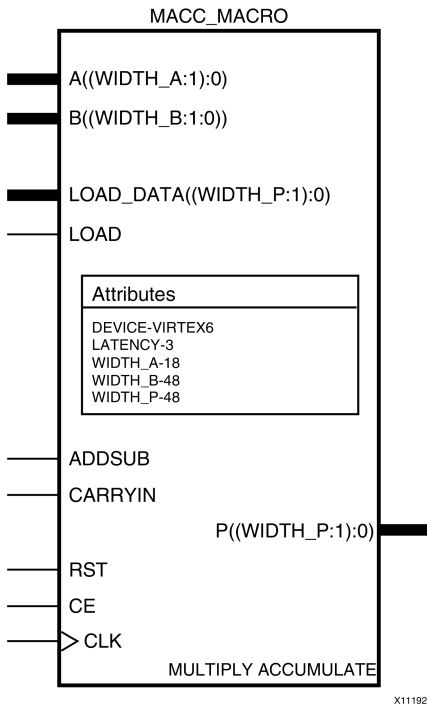 MACC_MACRO
A((WIDTH_A:1):0)
B((WIDTH_B:1:0))
LOAD_DATA((WIDTH_P:1):0)
LOAD
Attributes
DEVICE-VIRTEX6
LATENCY-3
WIDTH_A-18
WIDTH_B-48
WIDTH_P-48
ADDSUB
CARRYIN
P((WIDTH_P:1):0)
RST
CE
CLK
MULTIPLY ACCUMULATE
X11192